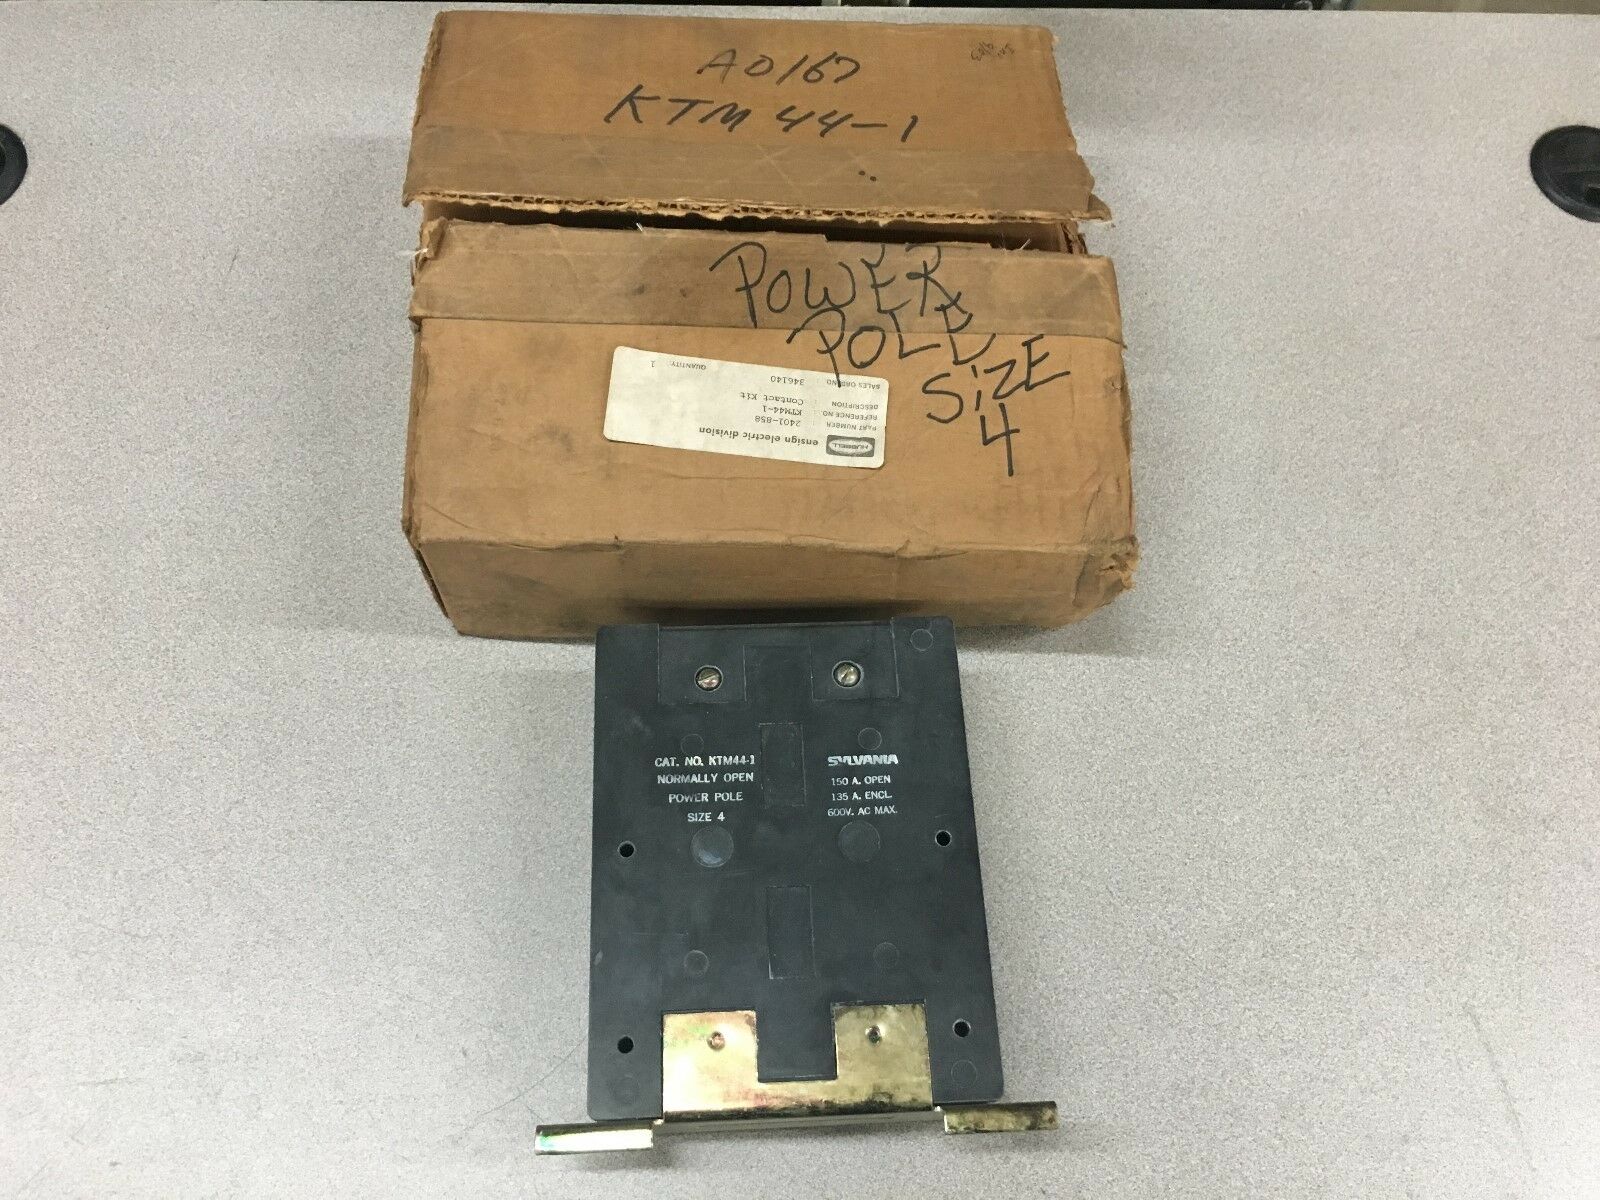 A0167
KTM 44-1
POWER
POLE
SIZE
4
HUBBELL
ensign electric division
PART NUMBER : 2401-858
REFERENCE NO. : KTM44-1
DESCRIPTION : Contact Kit
SALES ORD. NO. : 346140 QUANTITY: 1
CAT. NO. KTM44-1
NORMALLY OPEN
POWER POLE
SIZE 4
SYLVANIA
150 A. OPEN
135 A. ENCL.
600V. AC MAX.